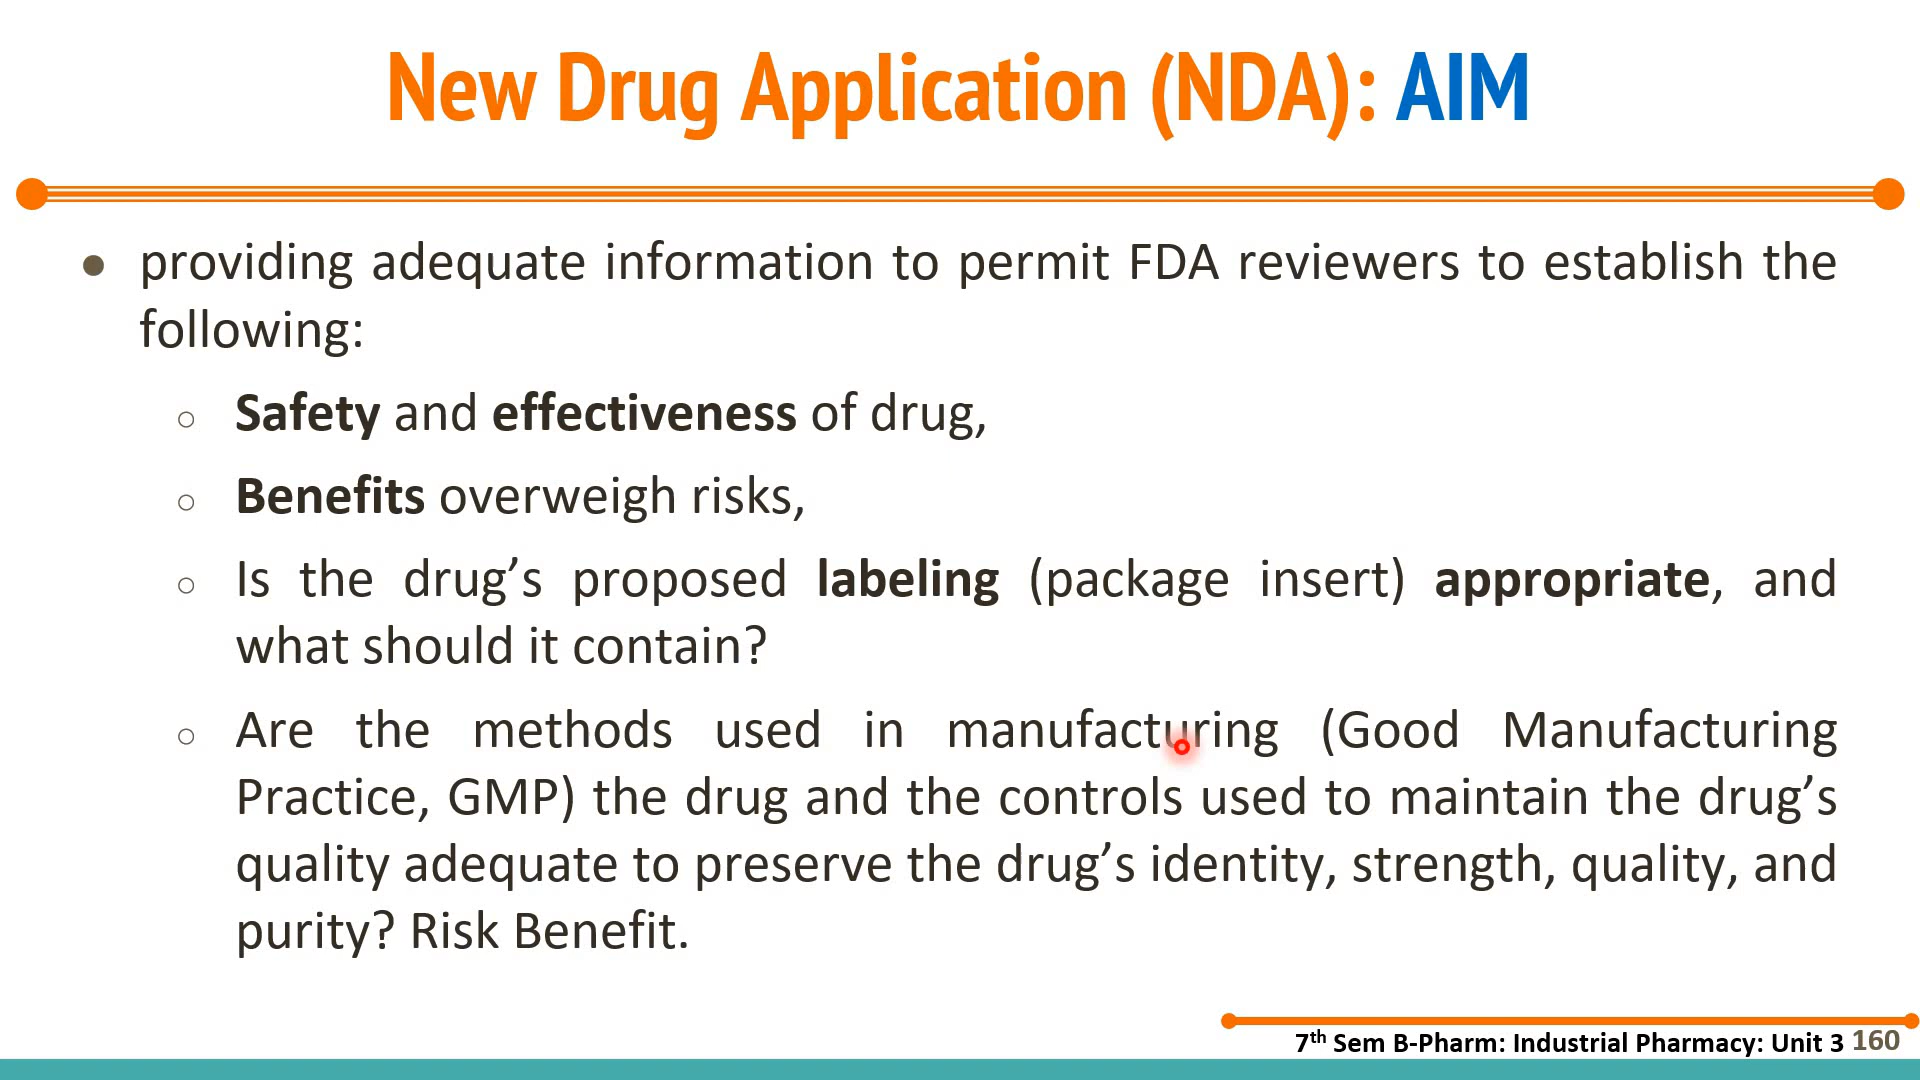 New Drug Application (NDA): AIM
● providing adequate information to permit FDA reviewers to establish the
following:
○ Safety and effectiveness of drug,
○ Benefits overweigh risks,
○ Is the drug’s proposed labeling (package insert) appropriate, and
what should it contain?
○ Are the methods used in manufacturing (Good Manufacturing
Practice, GMP) the drug and the controls used to maintain the drug’s
quality adequate to preserve the drug’s identity, strength, quality, and
purity? Risk Benefit.
7th Sem B-Pharm: Industrial Pharmacy: Unit 3 160